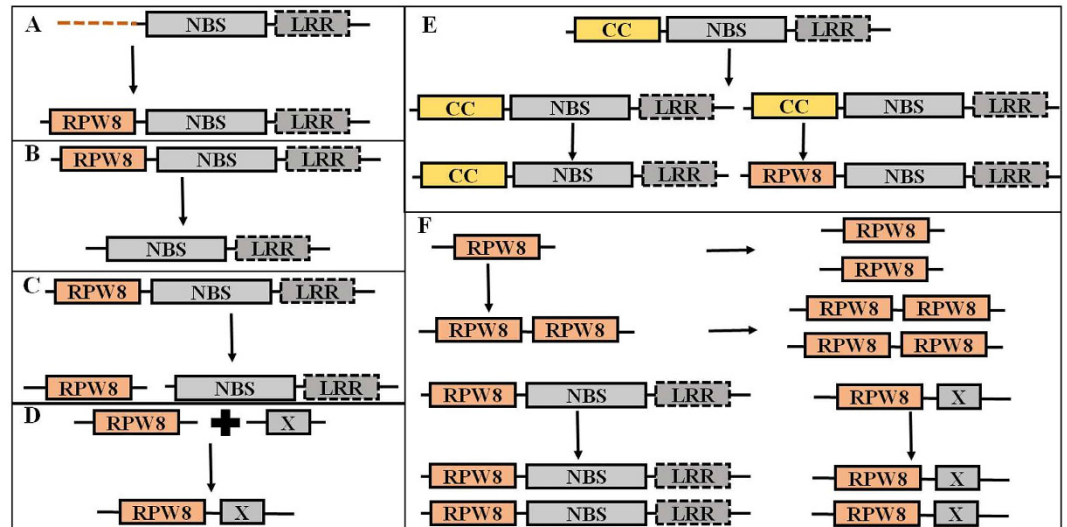 A
NBS LRR
RPW8 NBS LRR
B
RPW8 NBS LRR
NBS LRR
C
RPW8 NBS LRR
RPW8 NBS LRR
D
RPW8 X
RPW8 X
E
CC NBS LRR
CC NBS LRR CC NBS LRR
CC NBS LRR RPW8 NBS LRR
F
RPW8 RPW8
RPW8
RPW8 RPW8 RPW8 RPW8
RPW8 RPW8
RPW8 NBS LRR RPW8 X
RPW8 NBS LRR RPW8 X
RPW8 NBS LRR RPW8 X